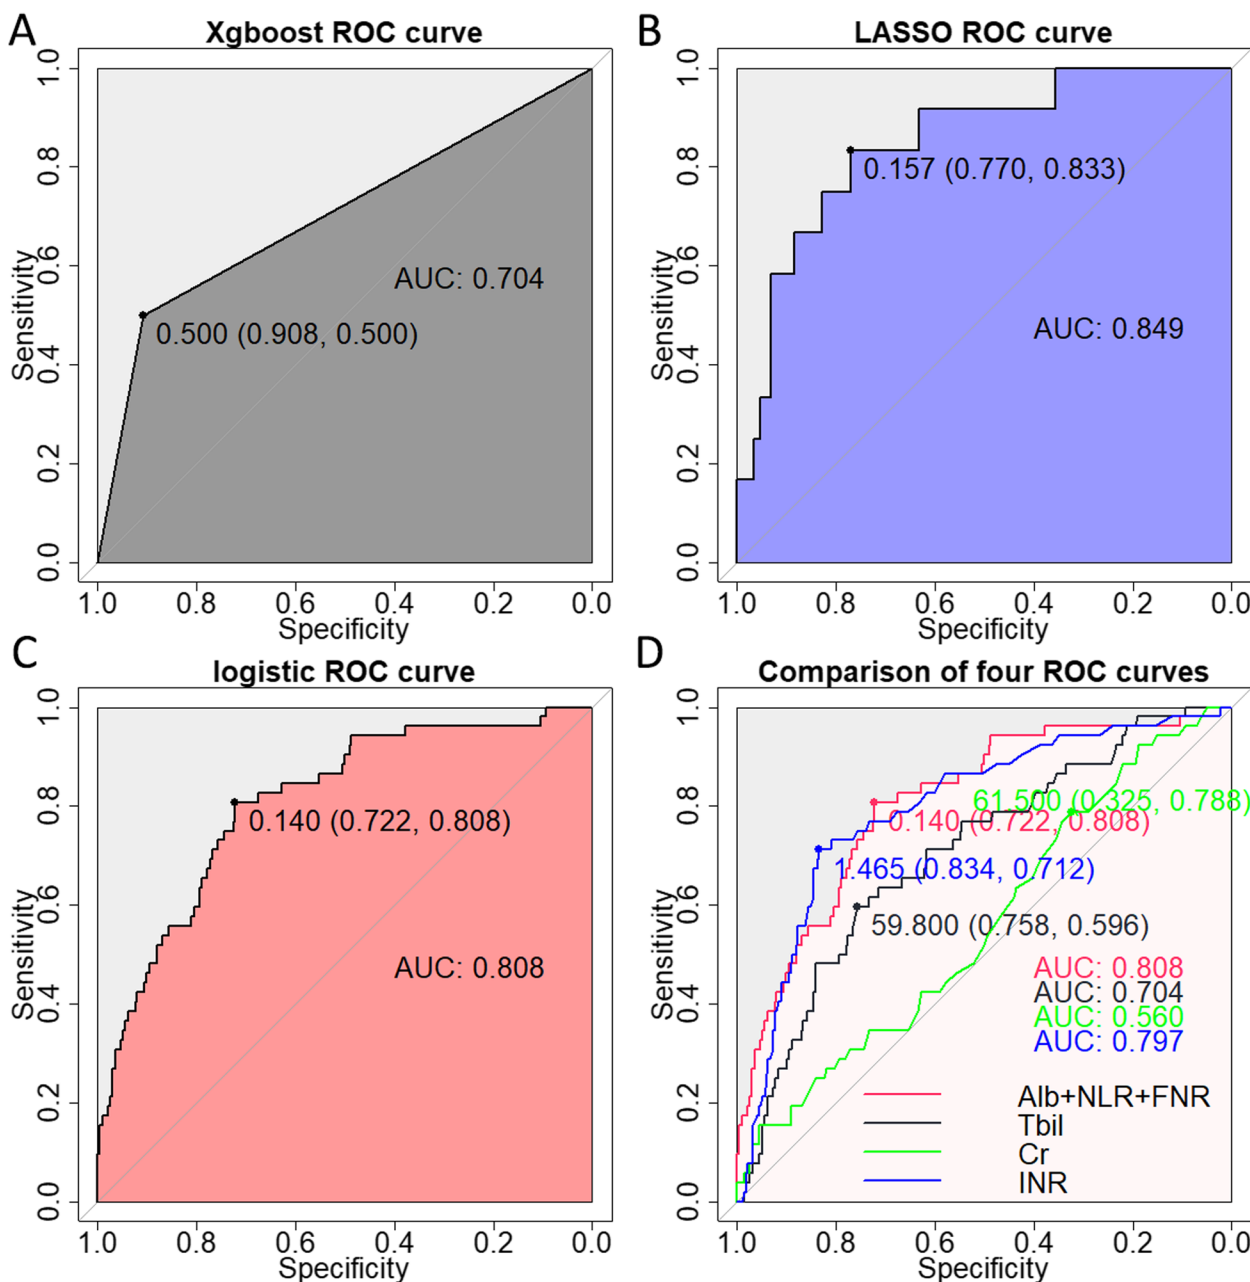 A
Xgboost ROC curve
Sensitivity
0.0 0.2 0.4 0.6 0.8 1.0
AUC: 0.704
0.500 (0.908, 0.500)
1.0 0.8 0.6 0.4 0.2 0.0
Specificity
B
LASSO ROC curve
Sensitivity
0.0 0.2 0.4 0.6 0.8 1.0
0.157 (0.770, 0.833)
AUC: 0.849
1.0 0.8 0.6 0.4 0.2 0.0
Specificity
C
logistic ROC curve
Sensitivity
0.0 0.2 0.4 0.6 0.8 1.0
0.140 (0.722, 0.808)
AUC: 0.808
1.0 0.8 0.6 0.4 0.2 0.0
Specificity
D
Comparison of four ROC curves
Sensitivity
0.0 0.2 0.4 0.6 0.8 1.0
61.500 (0.325, 0.788)
0.140 (0.722, 0.808)
1.465 (0.834, 0.712)
59.800 (0.758, 0.596)
AUC: 0.808
AUC: 0.704
AUC: 0.560
AUC: 0.797
Alb+NLR+FNR
Tbil
Cr
INR
1.0 0.8 0.6 0.4 0.2 0.0
Specificity